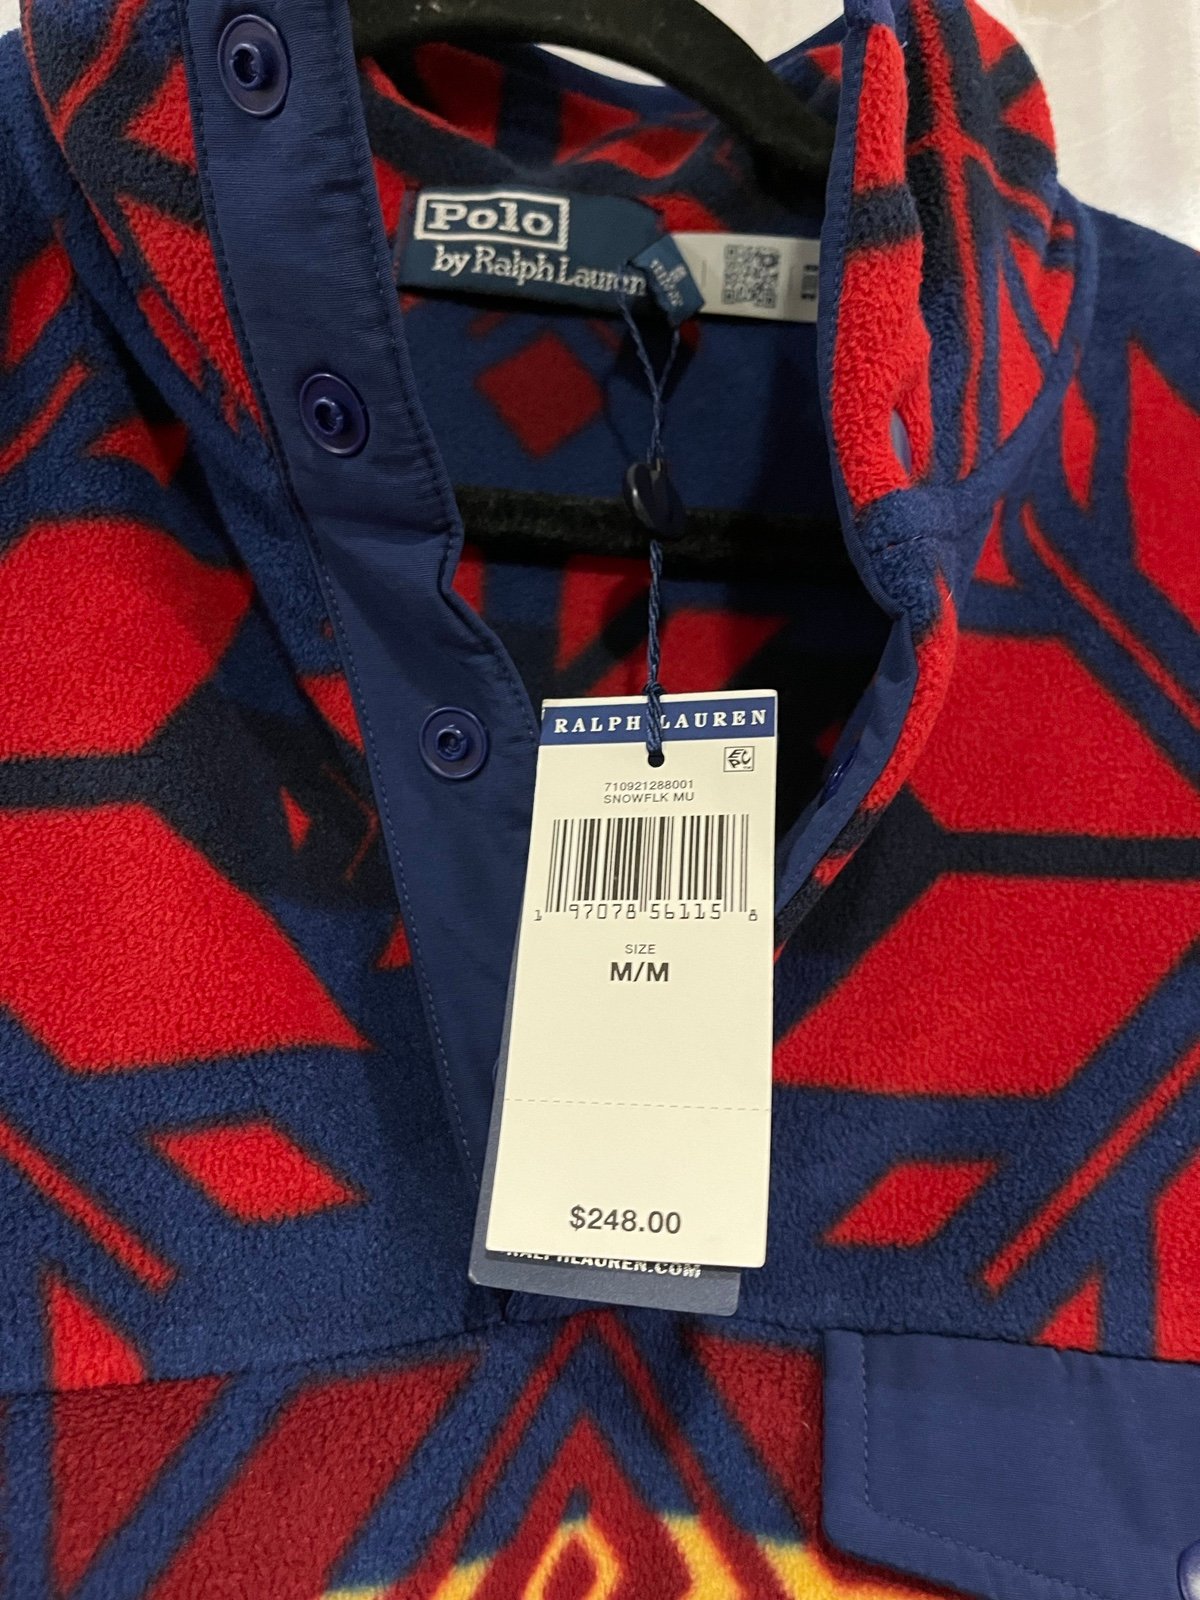 Polo
by Ralph Lauren
RALPH LAUREN
710921288001
SNOWFLK MU
1 97078 56115 8
SIZE
M/M
$248.00
RALPHLAUREN.COM